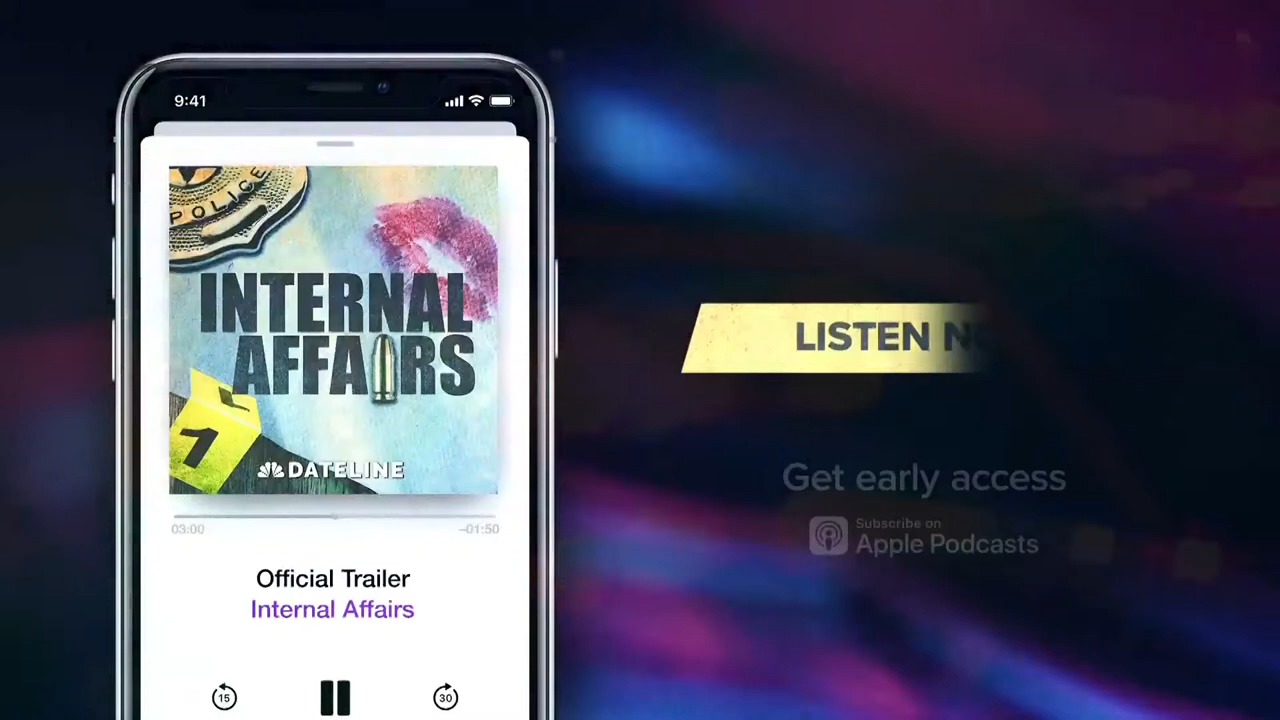 9:41
POLICE
INTERNAL
AFFAIRS
1
DATELINE
03:00
-01:50
Official Trailer
Internal Affairs
15
30
LISTEN
Get early access
Subscribe on
Apple Podcasts